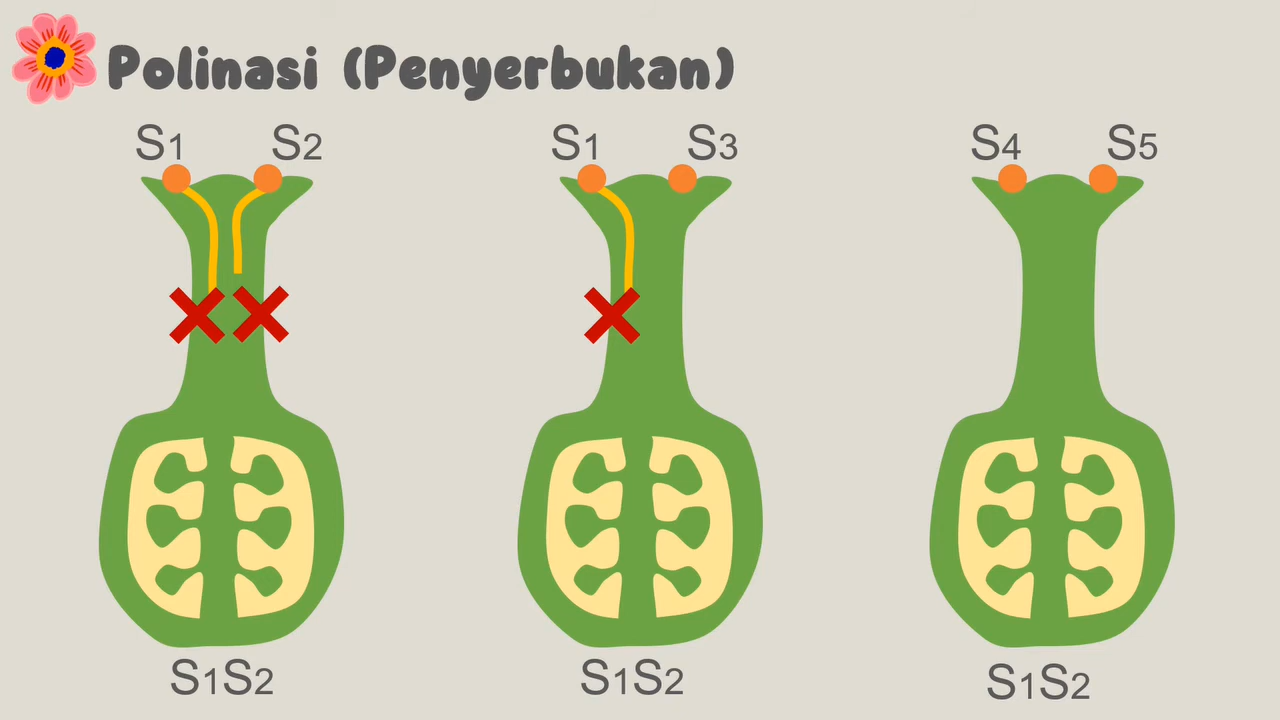 Polinasi (Penyerbukan)
S1 S2
S1 S3
S4 S5
S1S2
S1S2
S1S2